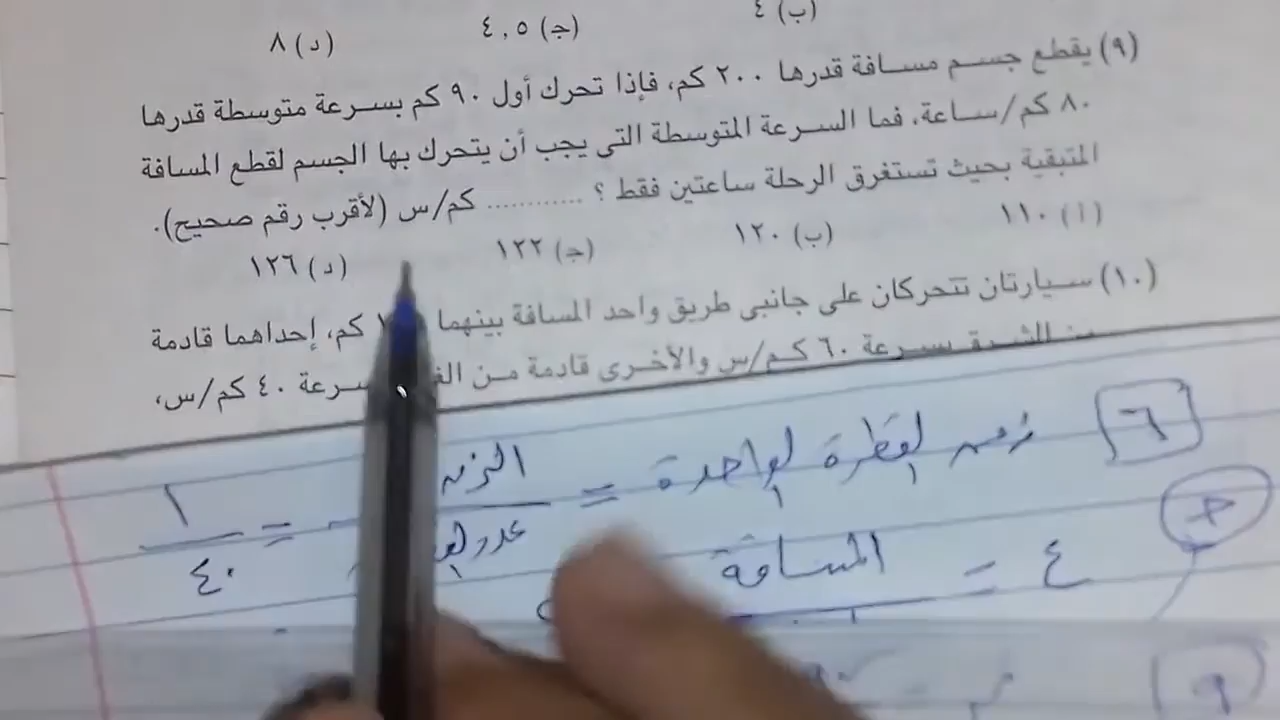 (ب) ٤ (ج) ٤,٥ (د) ٨
(٩) يقطع جسم مسافة قدرها ٢٠٠ كم، فإذا تحرك أول ٩٠ كم بسرعة متوسطة قدرها
٨٠ كم/ساعة، فما السرعة المتوسطة التى يجب أن يتحرك بها الجسم لقطع المسافة
المتبقية بحيث تستغرق الرحلة ساعتين فقط ؟ ............ كم/س (لأقرب رقم صحيح).
(أ) ١١٠ (ب) ١٢٠ (ج) ١٢٢ (د) ١٢٦
(١٠) سيارتان تتحركان على جانبى طريق واحد المسافة بينهما كم، إحداهما قادمة
من الشرق بسرعة ٦٠ كم/س والأخرى قادمة من بسرعة ٤٠ كم/س،
٦ زمن القطرة الواحدة = الزمن / عدد = ١ / ٤٠
ج ٤ = المسافة
٩